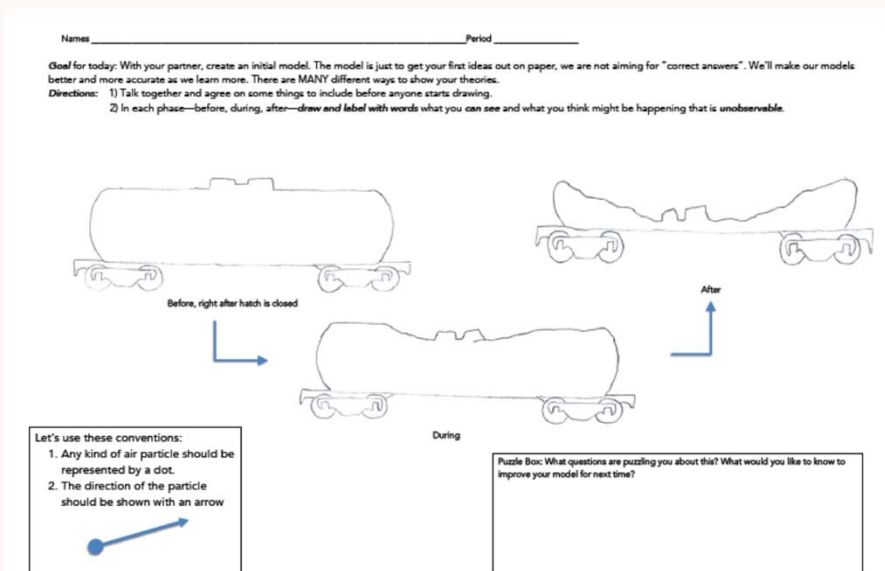 Names Period
Goal for today: With your partner, create an initial model. The model is just to get your first ideas out on paper, we are not aiming for "correct answers". We'll make our models
better and more accurate as we learn more. There are MANY different ways to show your theories.
Directions: 1) Talk together and agree on some things to include before anyone starts drawing.
2) In each phase—before, during, after—draw and label with words what you can see and what you think might be happening that is unobservable.
Before, right after hatch is closed
After
During
Let's use these conventions:
1. Any kind of air particle should be
represented by a dot.
2. The direction of the particle
should be shown with an arrow
Puzzle Box: What questions are puzzling you about this? What would you like to know to
improve your model for next time?